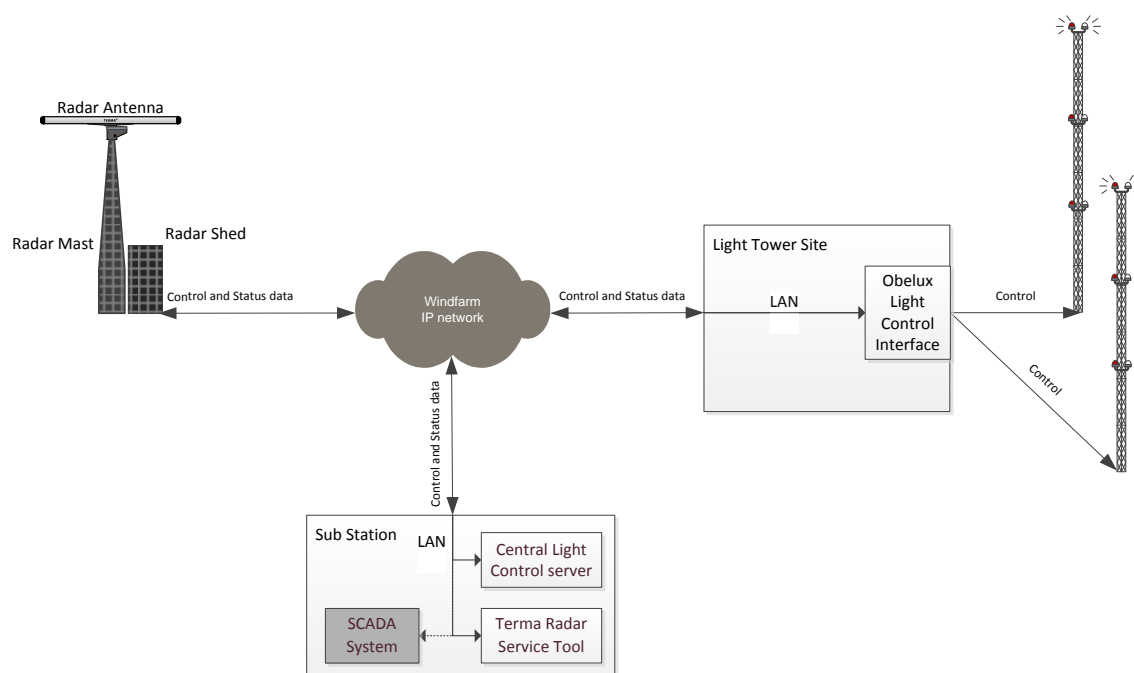 Radar Antenna
TERMA
Radar Mast
Radar Shed
Control and Status data
Windfarm
IP network
Control and Status data
Light Tower Site
LAN
Obelux
Light
Control
Interface
Control
Control
Control and Status data
Sub Station
LAN
Central Light
Control server
SCADA
System
Terma Radar
Service Tool